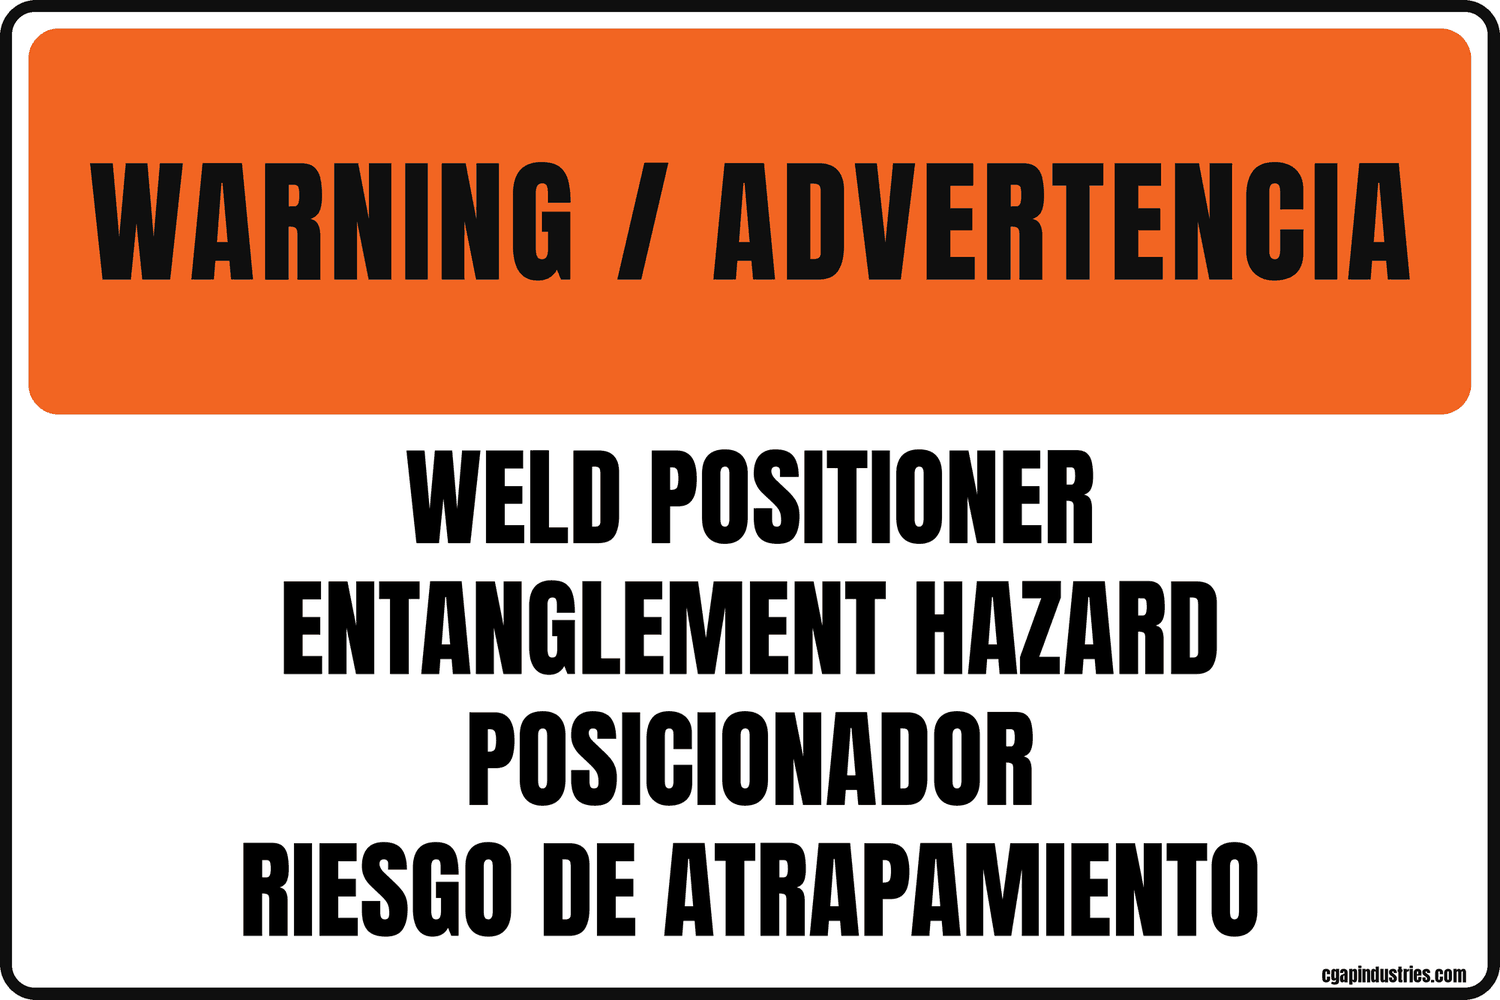 WARNING / ADVERTENCIA
WELD POSITIONER
ENTANGLEMENT HAZARD
POSICIONADOR
RIESGO DE ATRAPAMIENTO
cgapindustries.com